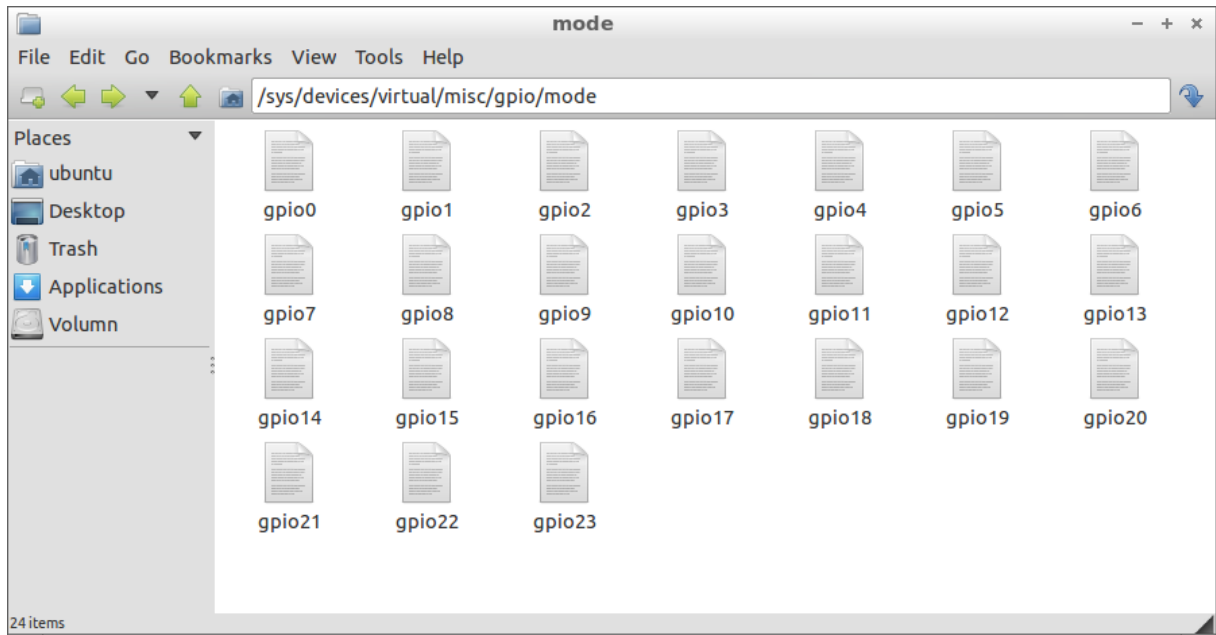 mode
File Edit Go Bookmarks View Tools Help
/sys/devices/virtual/misc/gpio/mode
Places
ubuntu
Desktop
Trash
Applications
Volumn
gpio0 gpio1 gpio2 gpio3 gpio4 gpio5 gpio6
gpio7 gpio8 gpio9 gpio10 gpio11 gpio12 gpio13
gpio14 gpio15 gpio16 gpio17 gpio18 gpio19 gpio20
gpio21 gpio22 gpio23
24 items